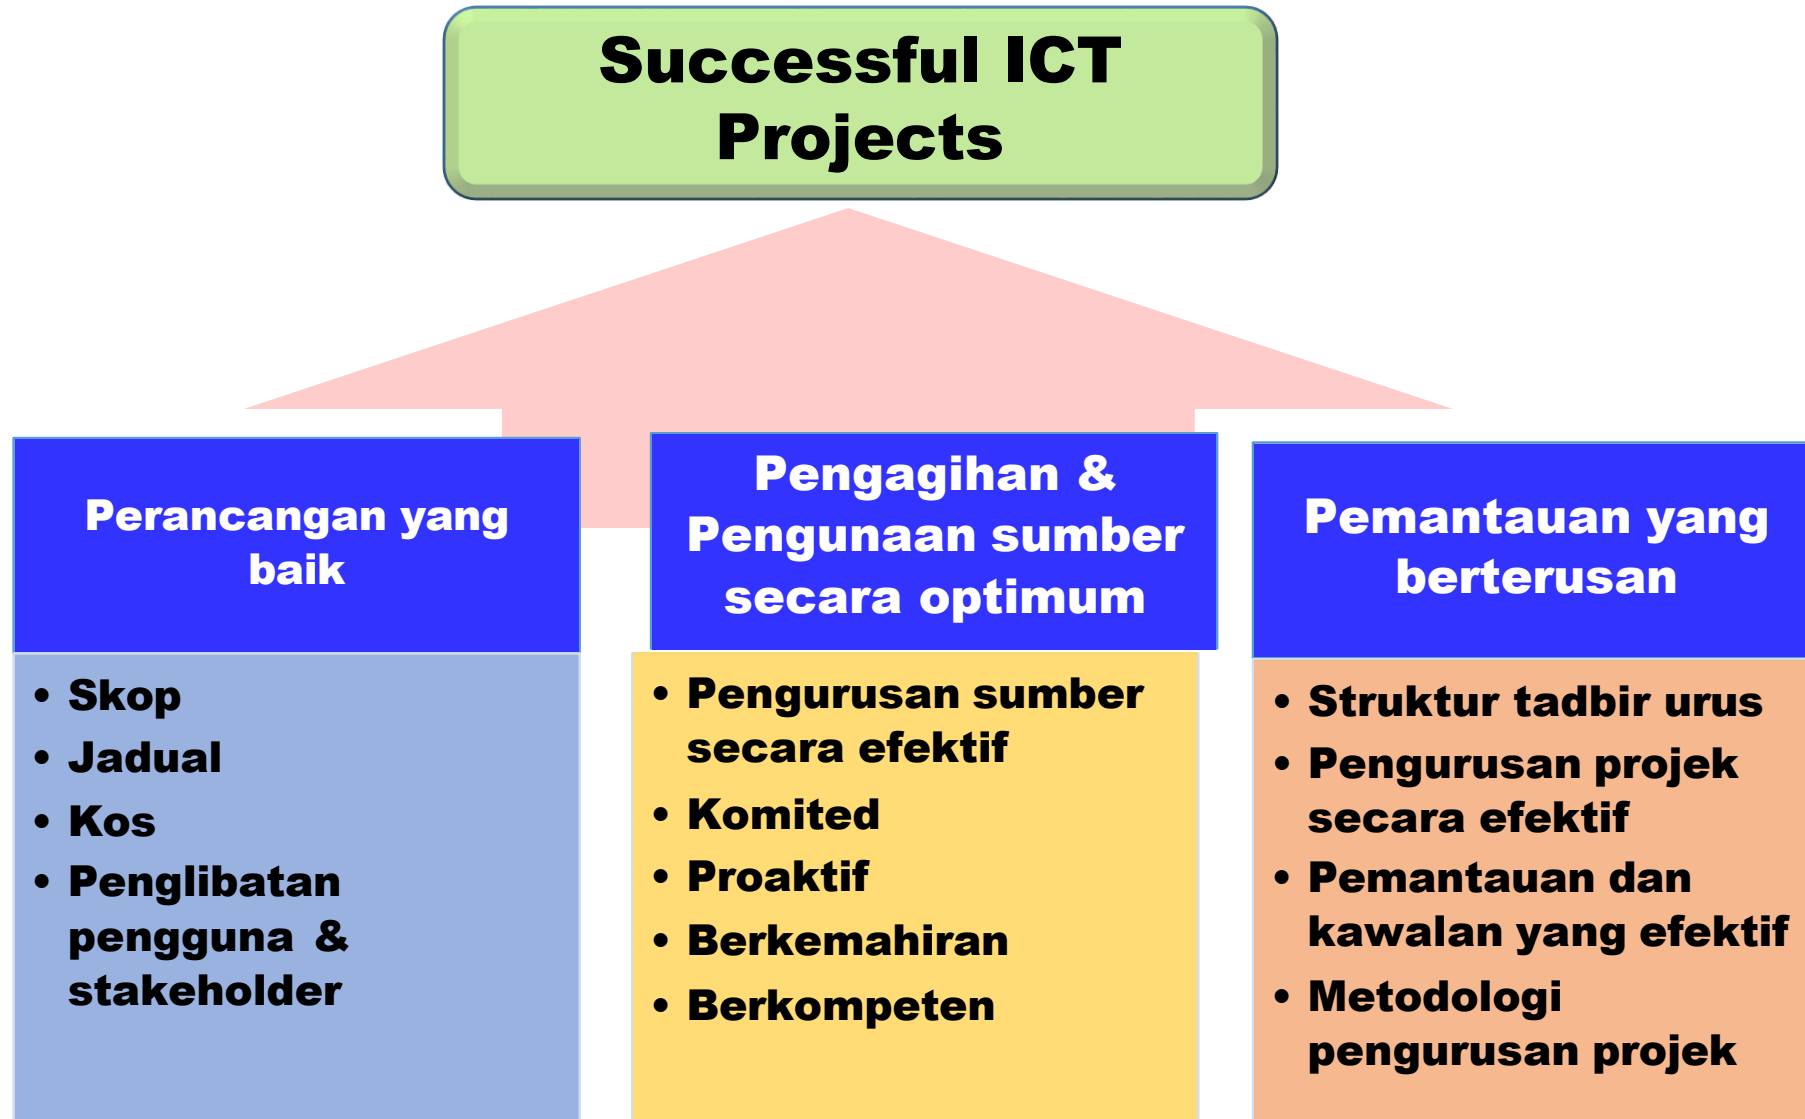 Successful ICT
Projects
Perancangan yang
baik
• Skop
• Jadual
• Kos
• Penglibatan
pengguna &
stakeholder
Pengagihan &
Pengunaan sumber
secara optimum
• Pengurusan sumber
secara efektif
• Komited
• Proaktif
• Berkemahiran
• Berkompeten
Pemantauan yang
berterusan
• Struktur tadbir urus
• Pengurusan projek
secara efektif
• Pemantauan dan
kawalan yang efektif
• Metodologi
pengurusan projek